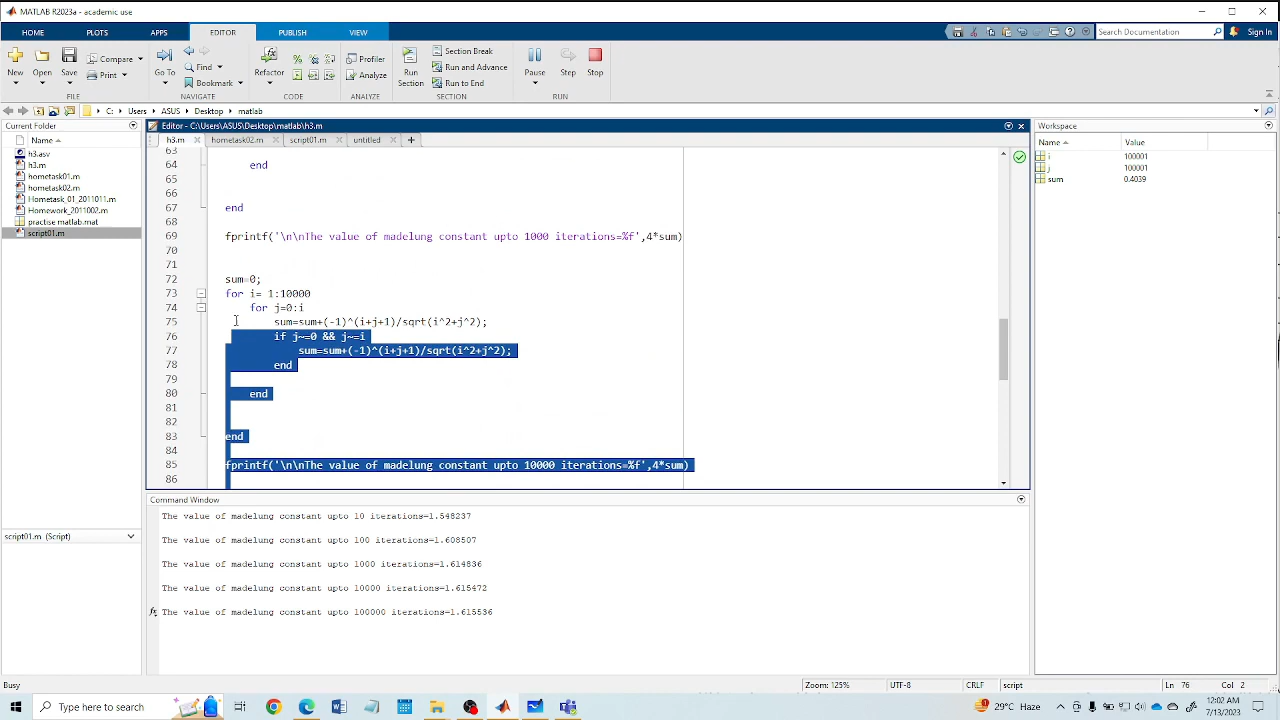 MATLAB R2023a - academic use
HOME PLOTS APPS EDITOR PUBLISH VIEW
Search Documentation Sign In
New Open Save Compare Print Go To Find Bookmark Refactor Profiler Analyze Run Section Section Break Run and Advance Run to End Pause Step Stop
FILE NAVIGATE CODE ANALYZE SECTION RUN
C: Users ASUS Desktop matlab
Current Folder
Name
h3.asv
h3.m
hometask01.m
hometask02.m
Hometask_01_2011011.m
Homework_2011002.m
practise matlab.mat
script01.m
script01.m (Script)
Editor - C:\Users\ASUS\Desktop\matlab\h3.m
h3.m hometask02.m script01.m untitled
63
64 end
65
66
67 end
68
69 fprintf('\n\nThe value of madelung constant upto 1000 iterations=%f',4*sum)
70
71
72 sum=0;
73 for i= 1:10000
74 for j=0:i
75 sum=sum+(-1)^(i+j+1)/sqrt(i^2+j^2);
76 if j~=0 && j~=i
77 sum=sum+(-1)^(i+j+1)/sqrt(i^2+j^2);
78 end
79
80 end
81
82
83 end
84
85 fprintf('\n\nThe value of madelung constant upto 10000 iterations=%f',4*sum)
86
Workspace
Name Value
i 100001
j 100001
sum 0.4039
Command Window
The value of madelung constant upto 10 iterations=1.548237
The value of madelung constant upto 100 iterations=1.608507
The value of madelung constant upto 1000 iterations=1.614836
The value of madelung constant upto 10000 iterations=1.615472
fx The value of madelung constant upto 100000 iterations=1.615536
Busy Zoom: 125% UTF-8 CRLF script Ln 76 Col 2
Type here to search
29°C Haze
12:02 AM
7/13/2023